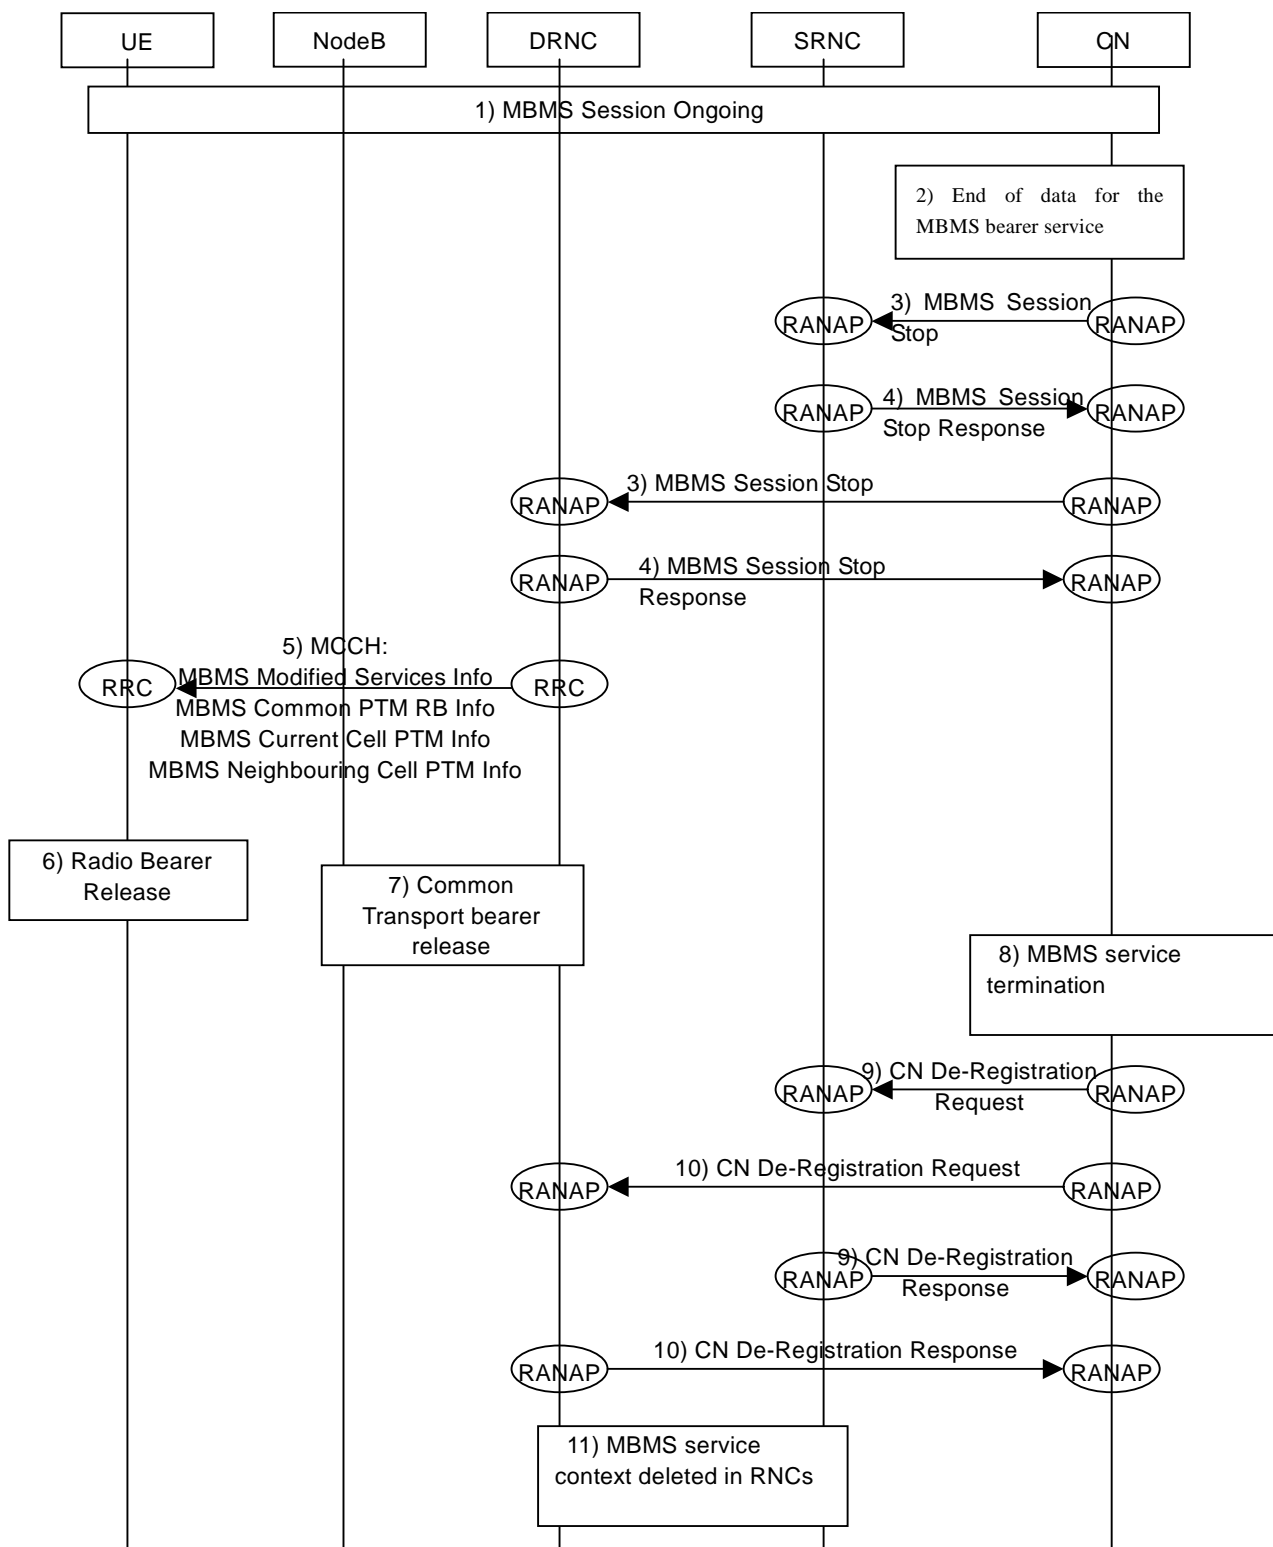 UE
NodeB
DRNC
SRNC
CN
1) MBMS Session Ongoing
2) End of data for the
MBMS bearer service
3) MBMS Session
Stop
RANAP
RANAP
4) MBMS Session
Stop Response
RANAP
RANAP
3) MBMS Session Stop
RANAP
RANAP
4) MBMS Session Stop
Response
RANAP
RANAP
5) MCCH:
MBMS Modified Services Info
MBMS Common PTM RB Info
MBMS Current Cell PTM Info
MBMS Neighbouring Cell PTM Info
RRC
RRC
6) Radio Bearer
Release
7) Common
Transport bearer
release
8) MBMS service
termination
9) CN De-Registration
Request
RANAP
RANAP
10) CN De-Registration Request
RANAP
RANAP
9) CN De-Registration
Response
RANAP
RANAP
10) CN De-Registration Response
RANAP
RANAP
11) MBMS service
context deleted in RNCs